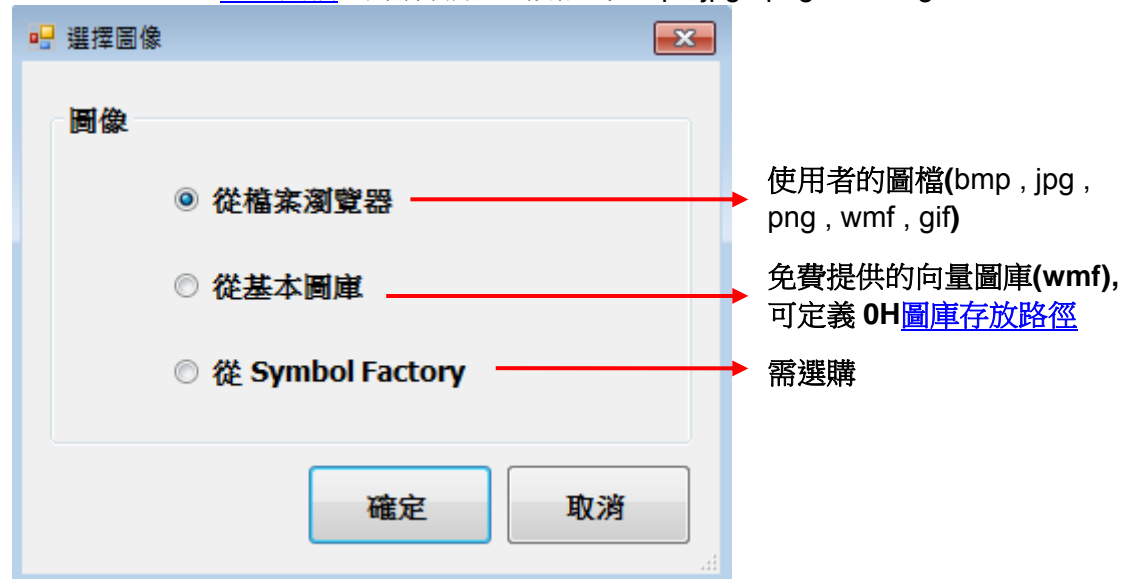 選擇圖像
圖像
從檔案瀏覽器
使用者的圖檔(bmp , jpg ,
png , wmf , gif)
從基本圖庫
免費提供的向量圖庫(wmf),
可定義 0H圖庫存放路徑
從 Symbol Factory
需選購
確定
取消